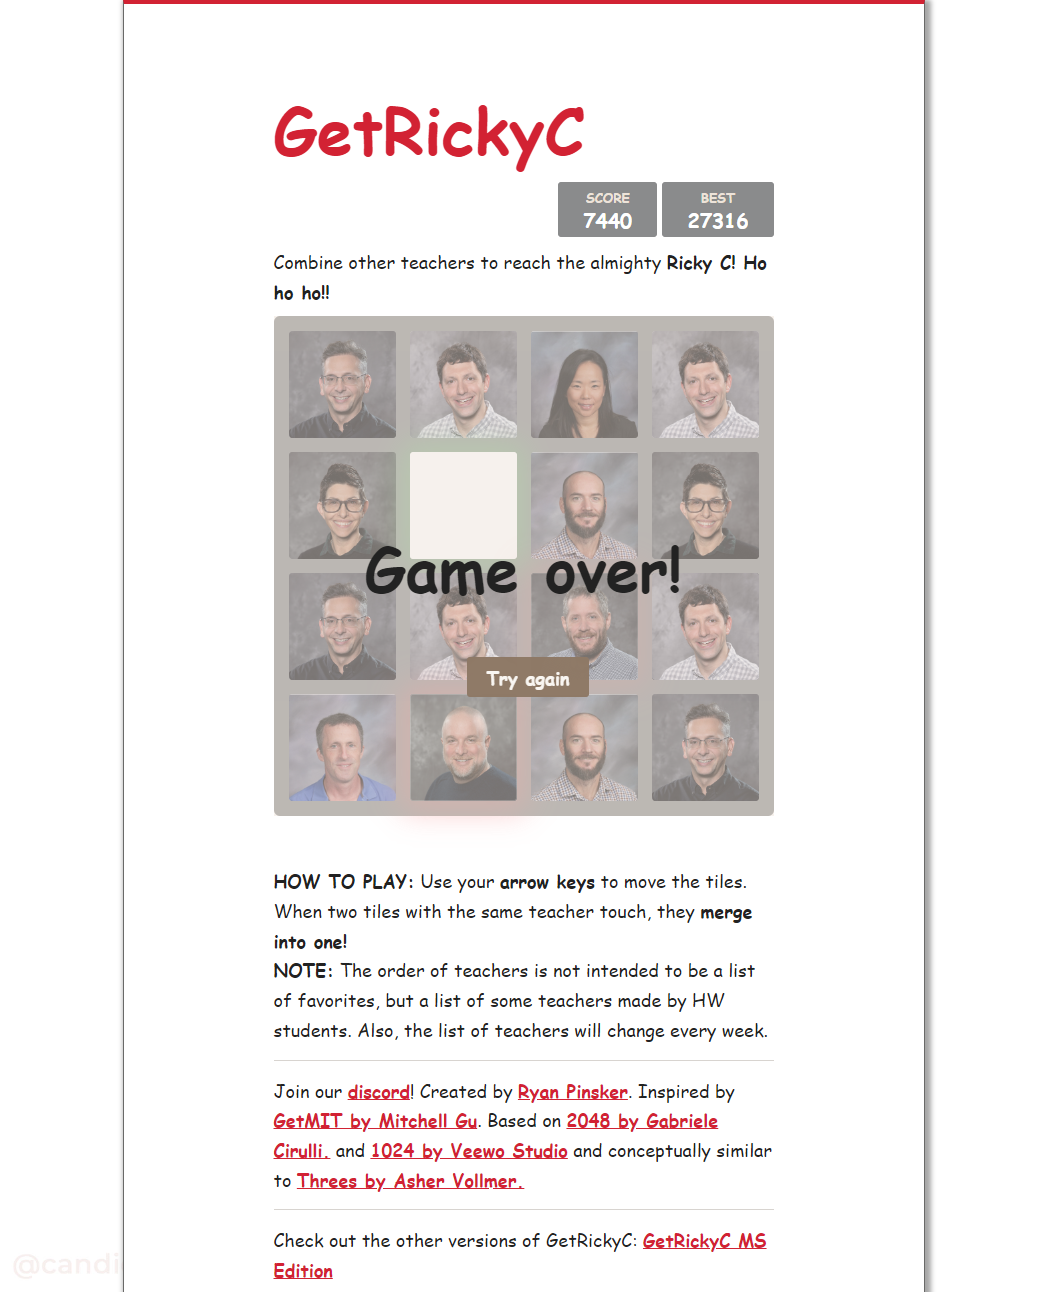 GetRickyC
SCORE
7440
BEST
27316
Combine other teachers to reach the almighty Ricky C! Ho
ho ho!!
Game over!
Try again
HOW TO PLAY: Use your arrow keys to move the tiles.
When two tiles with the same teacher touch, they merge
into one!
NOTE: The order of teachers is not intended to be a list
of favorites, but a list of some teachers made by HW
students. Also, the list of teachers will change every week.
Join our discord! Created by Ryan Pinsker. Inspired by
GetMIT by Mitchell Gu. Based on 2048 by Gabriele
Cirulli. and 1024 by Veewo Studio and conceptually similar
to Threes by Asher Vollmer.
Check out the other versions of GetRickyC: GetRickyC MS
Edition